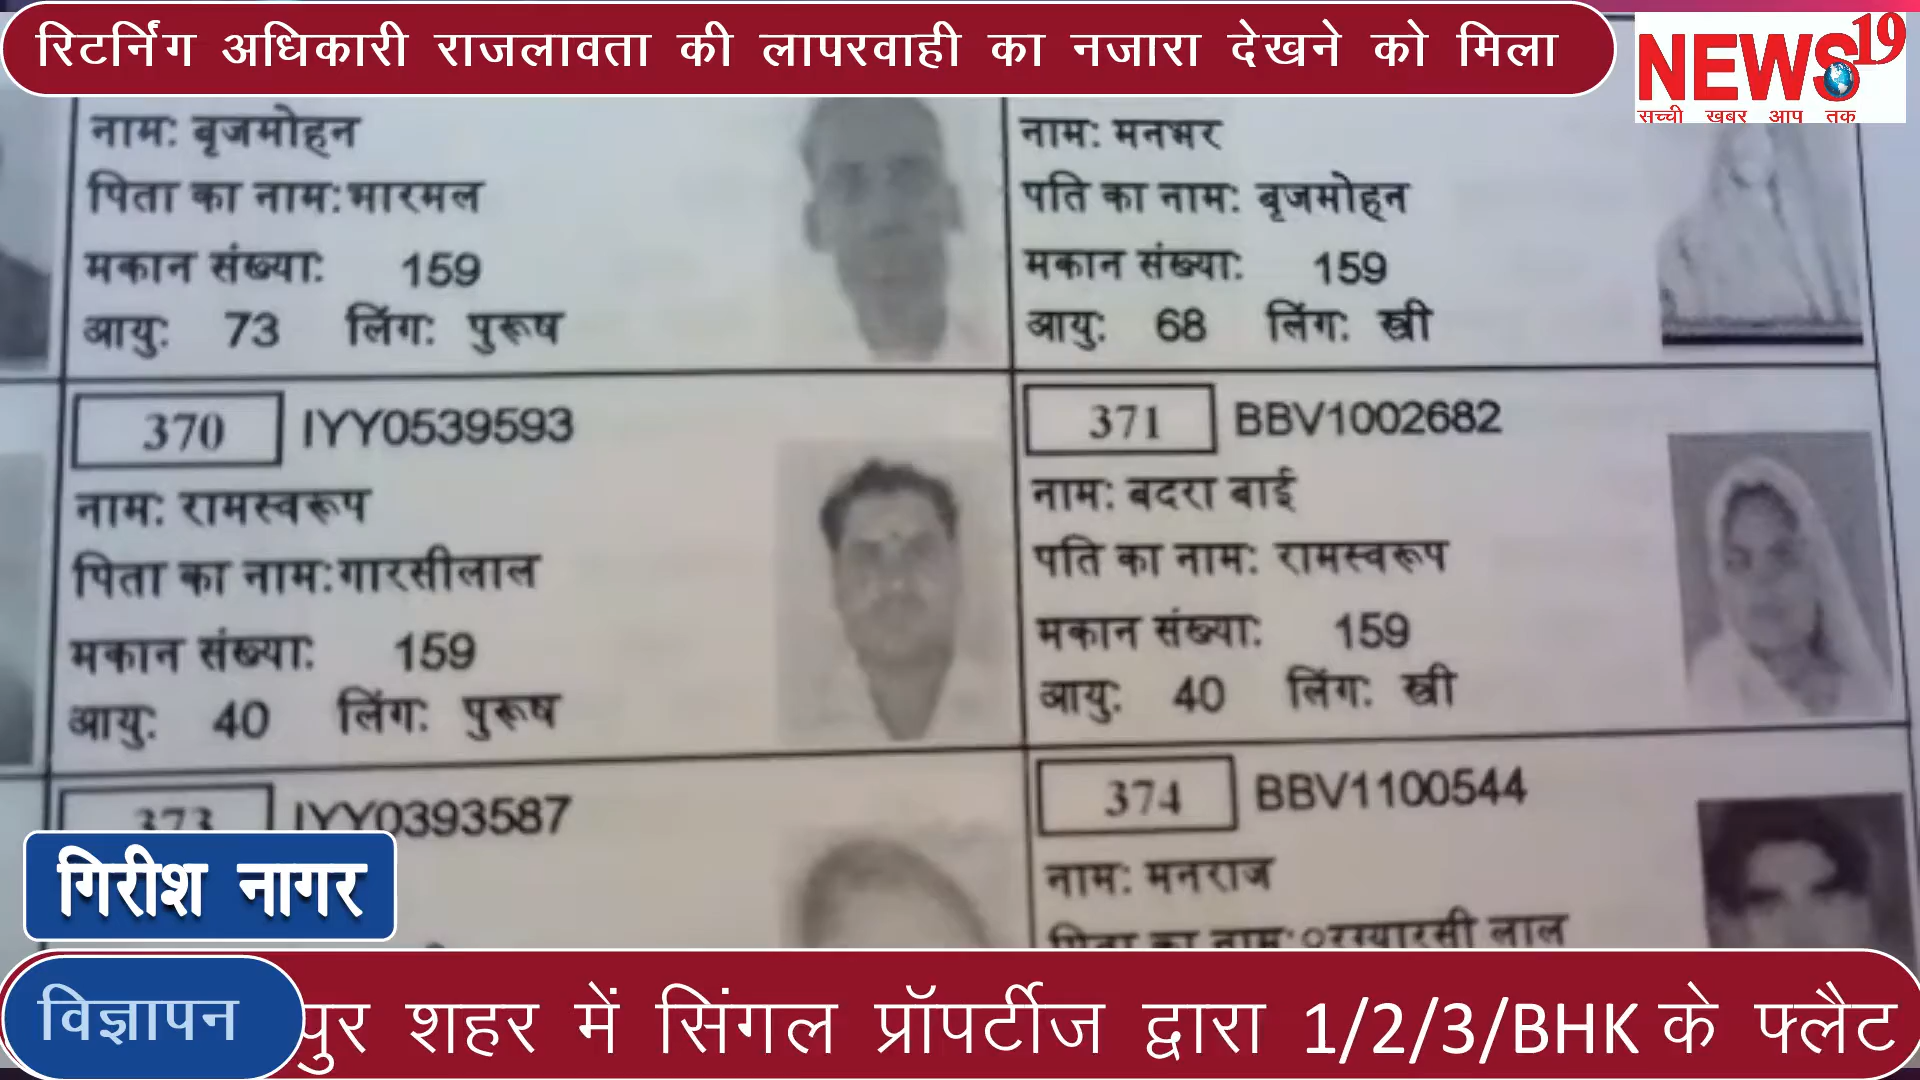 रिटर्निंग अधिकारी राजलावता की लापरवाही का नजारा देखने को मिला
NEWS19
सच्ची खबर आप तक
नाम: बृजमोहन
पिता का नाम:भारमल
मकान संख्या: 159
आयु: 73 लिंग: पुरूष
नाम: मनभर
पति का नाम: बृजमोहन
मकान संख्या: 159
आयु: 68 लिंग: स्त्री
370 IYY0539593
नाम: रामस्वरूप
पिता का नाम:गारसीलाल
मकान संख्या: 159
आयु: 40 लिंग: पुरूष
371 BBV1002682
नाम: बदरा बाई
पति का नाम: रामस्वरूप
मकान संख्या: 159
आयु: 40 लिंग: स्त्री
373 IYY0393587
374 BBV1100544
नाम: मनराज
पिता का नाम: लाल
गिरीश नागर
विज्ञापन
पुर शहर में सिंगल प्रॉपर्टीज द्वारा 1/2/3/BHK के फ्लैट